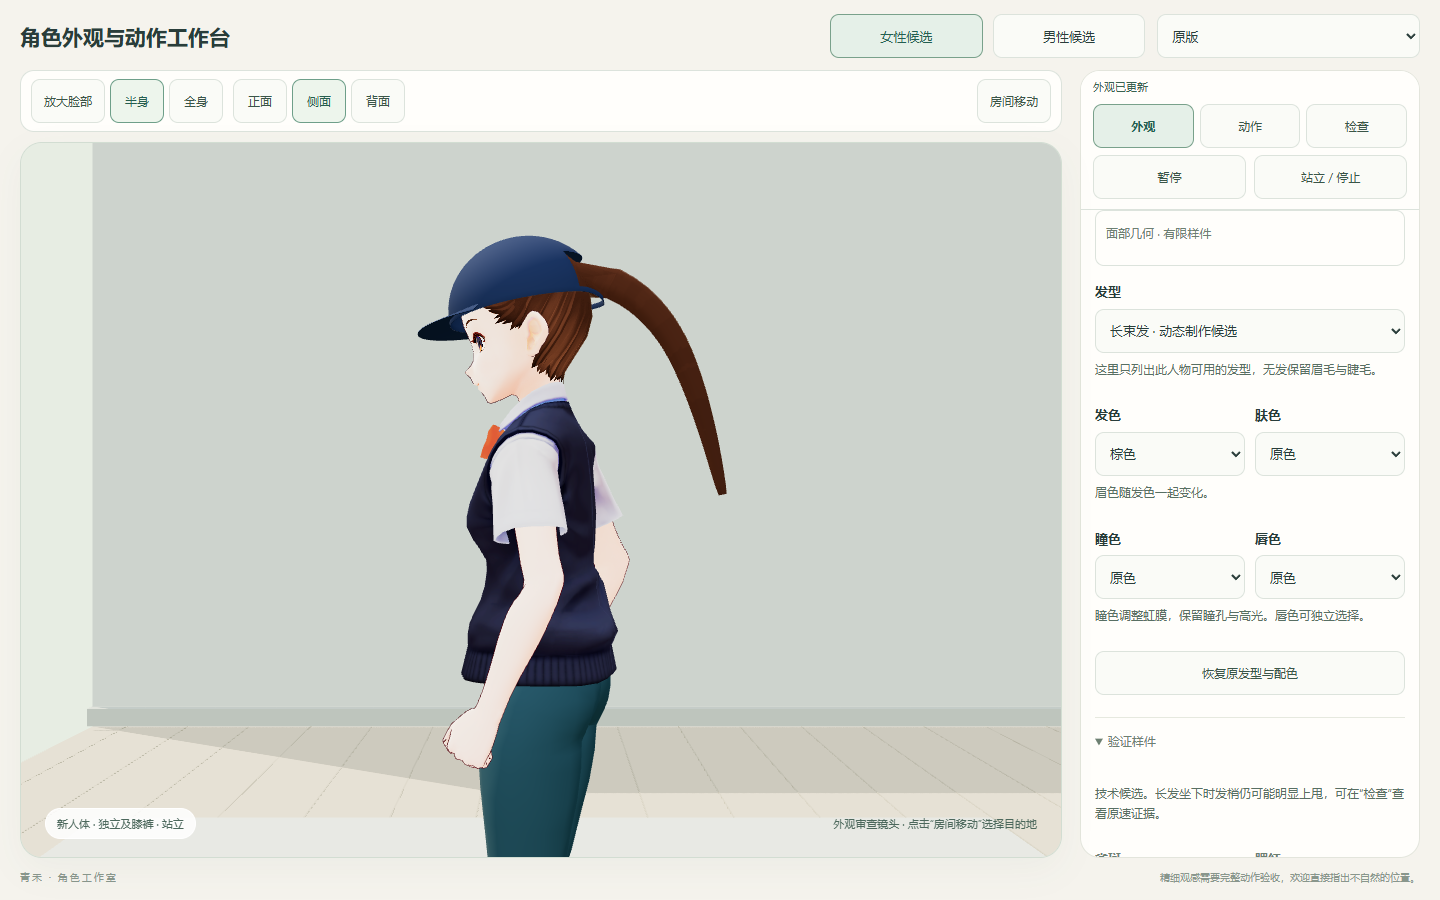 角色外观与动作工作台
女性候选
男性候选
原版
放大脸部
半身
全身
正面
侧面
背面
房间移动
外观已更新
外观
动作
检查
暂停
站立 / 停止
面部几何 · 有限样件
发型
长束发 · 动态制作候选
这里只列出此人物可用的发型，无发保留眉毛与睫毛。
发色
肤色
棕色
原色
眉色随发色一起变化。
瞳色
唇色
原色
原色
瞳色调整虹膜，保留瞳孔与高光。唇色可独立选择。
恢复原发型与配色
▼ 验证样件
技术候选。长发坐下时发梢仍可能明显上甩，可在“检查”查
看原速证据。
新人体 · 独立及膝裤 · 站立
外观审查镜头 · 点击“房间移动”选择目的地
青禾 · 角色工作室
精细观感需要完整动作验收，欢迎直接指出不自然的位置。